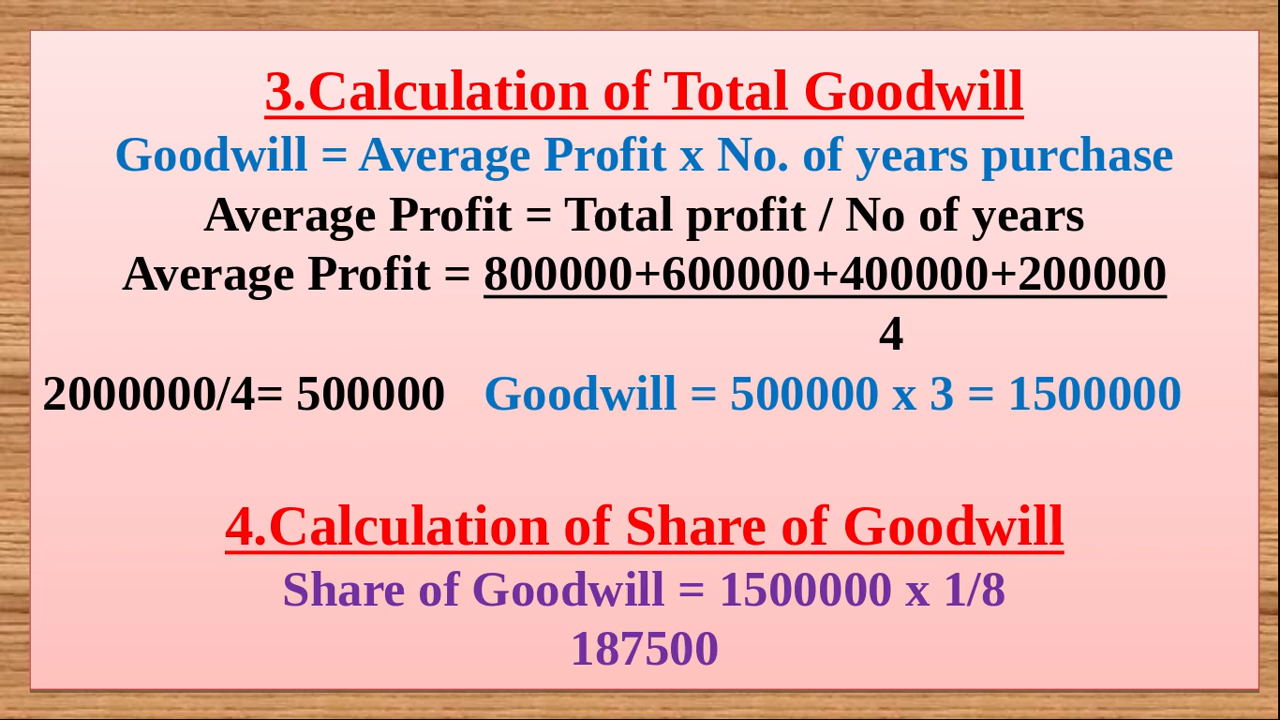 3.Calculation of Total Goodwill
Goodwill = Average Profit x No. of years purchase
Average Profit = Total profit / No of years
Average Profit = 800000+600000+400000+200000
4
2000000/4= 500000 Goodwill = 500000 x 3 = 1500000
4.Calculation of Share of Goodwill
Share of Goodwill = 1500000 x 1/8
187500